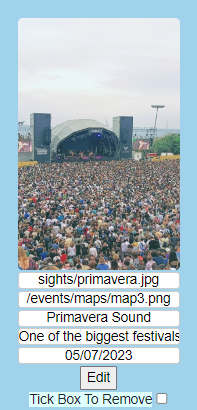 sights/primavera.jpg
/events/maps/map3.png
Primavera Sound
One of the biggest festivals
05/07/2023
Edit
Tick Box To Remove